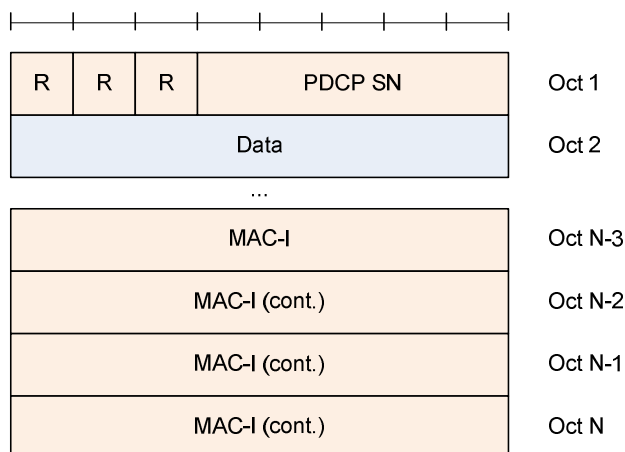 R R R PDCP SN Oct 1
Data Oct 2
...
MAC-I Oct N-3
MAC-I (cont.) Oct N-2
MAC-I (cont.) Oct N-1
MAC-I (cont.) Oct N